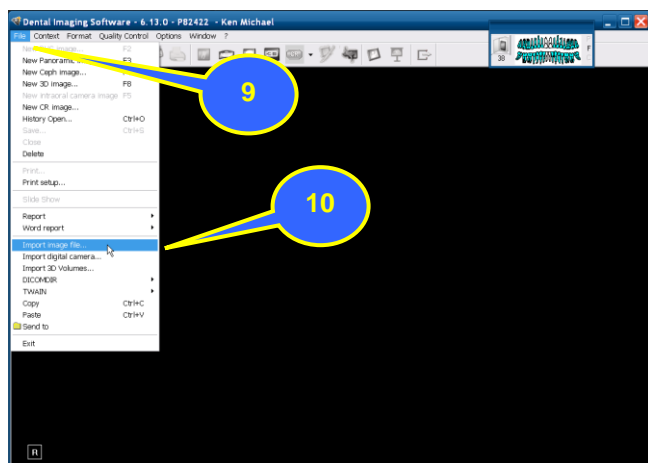 Dental Imaging Software - 6.13.0 - P82422 - Ken Michael
File Context Format Quality Control Options Window ?
F2
New Panoramic F3
New Ceph image...
New 3D image... F8
New intraoral camera image F5
New CR image...
History Open... Ctrl+O
Save... Ctrl+S
Close
Delete
Print...
Print setup...
Slide Show
Report
Word report
Import image file...
Import digital camera...
Import 3D Volumes...
DICOMDIR
TWAIN
Copy Ctrl+C
Paste Ctrl+V
Send to
Exit
9
10
38
F
R